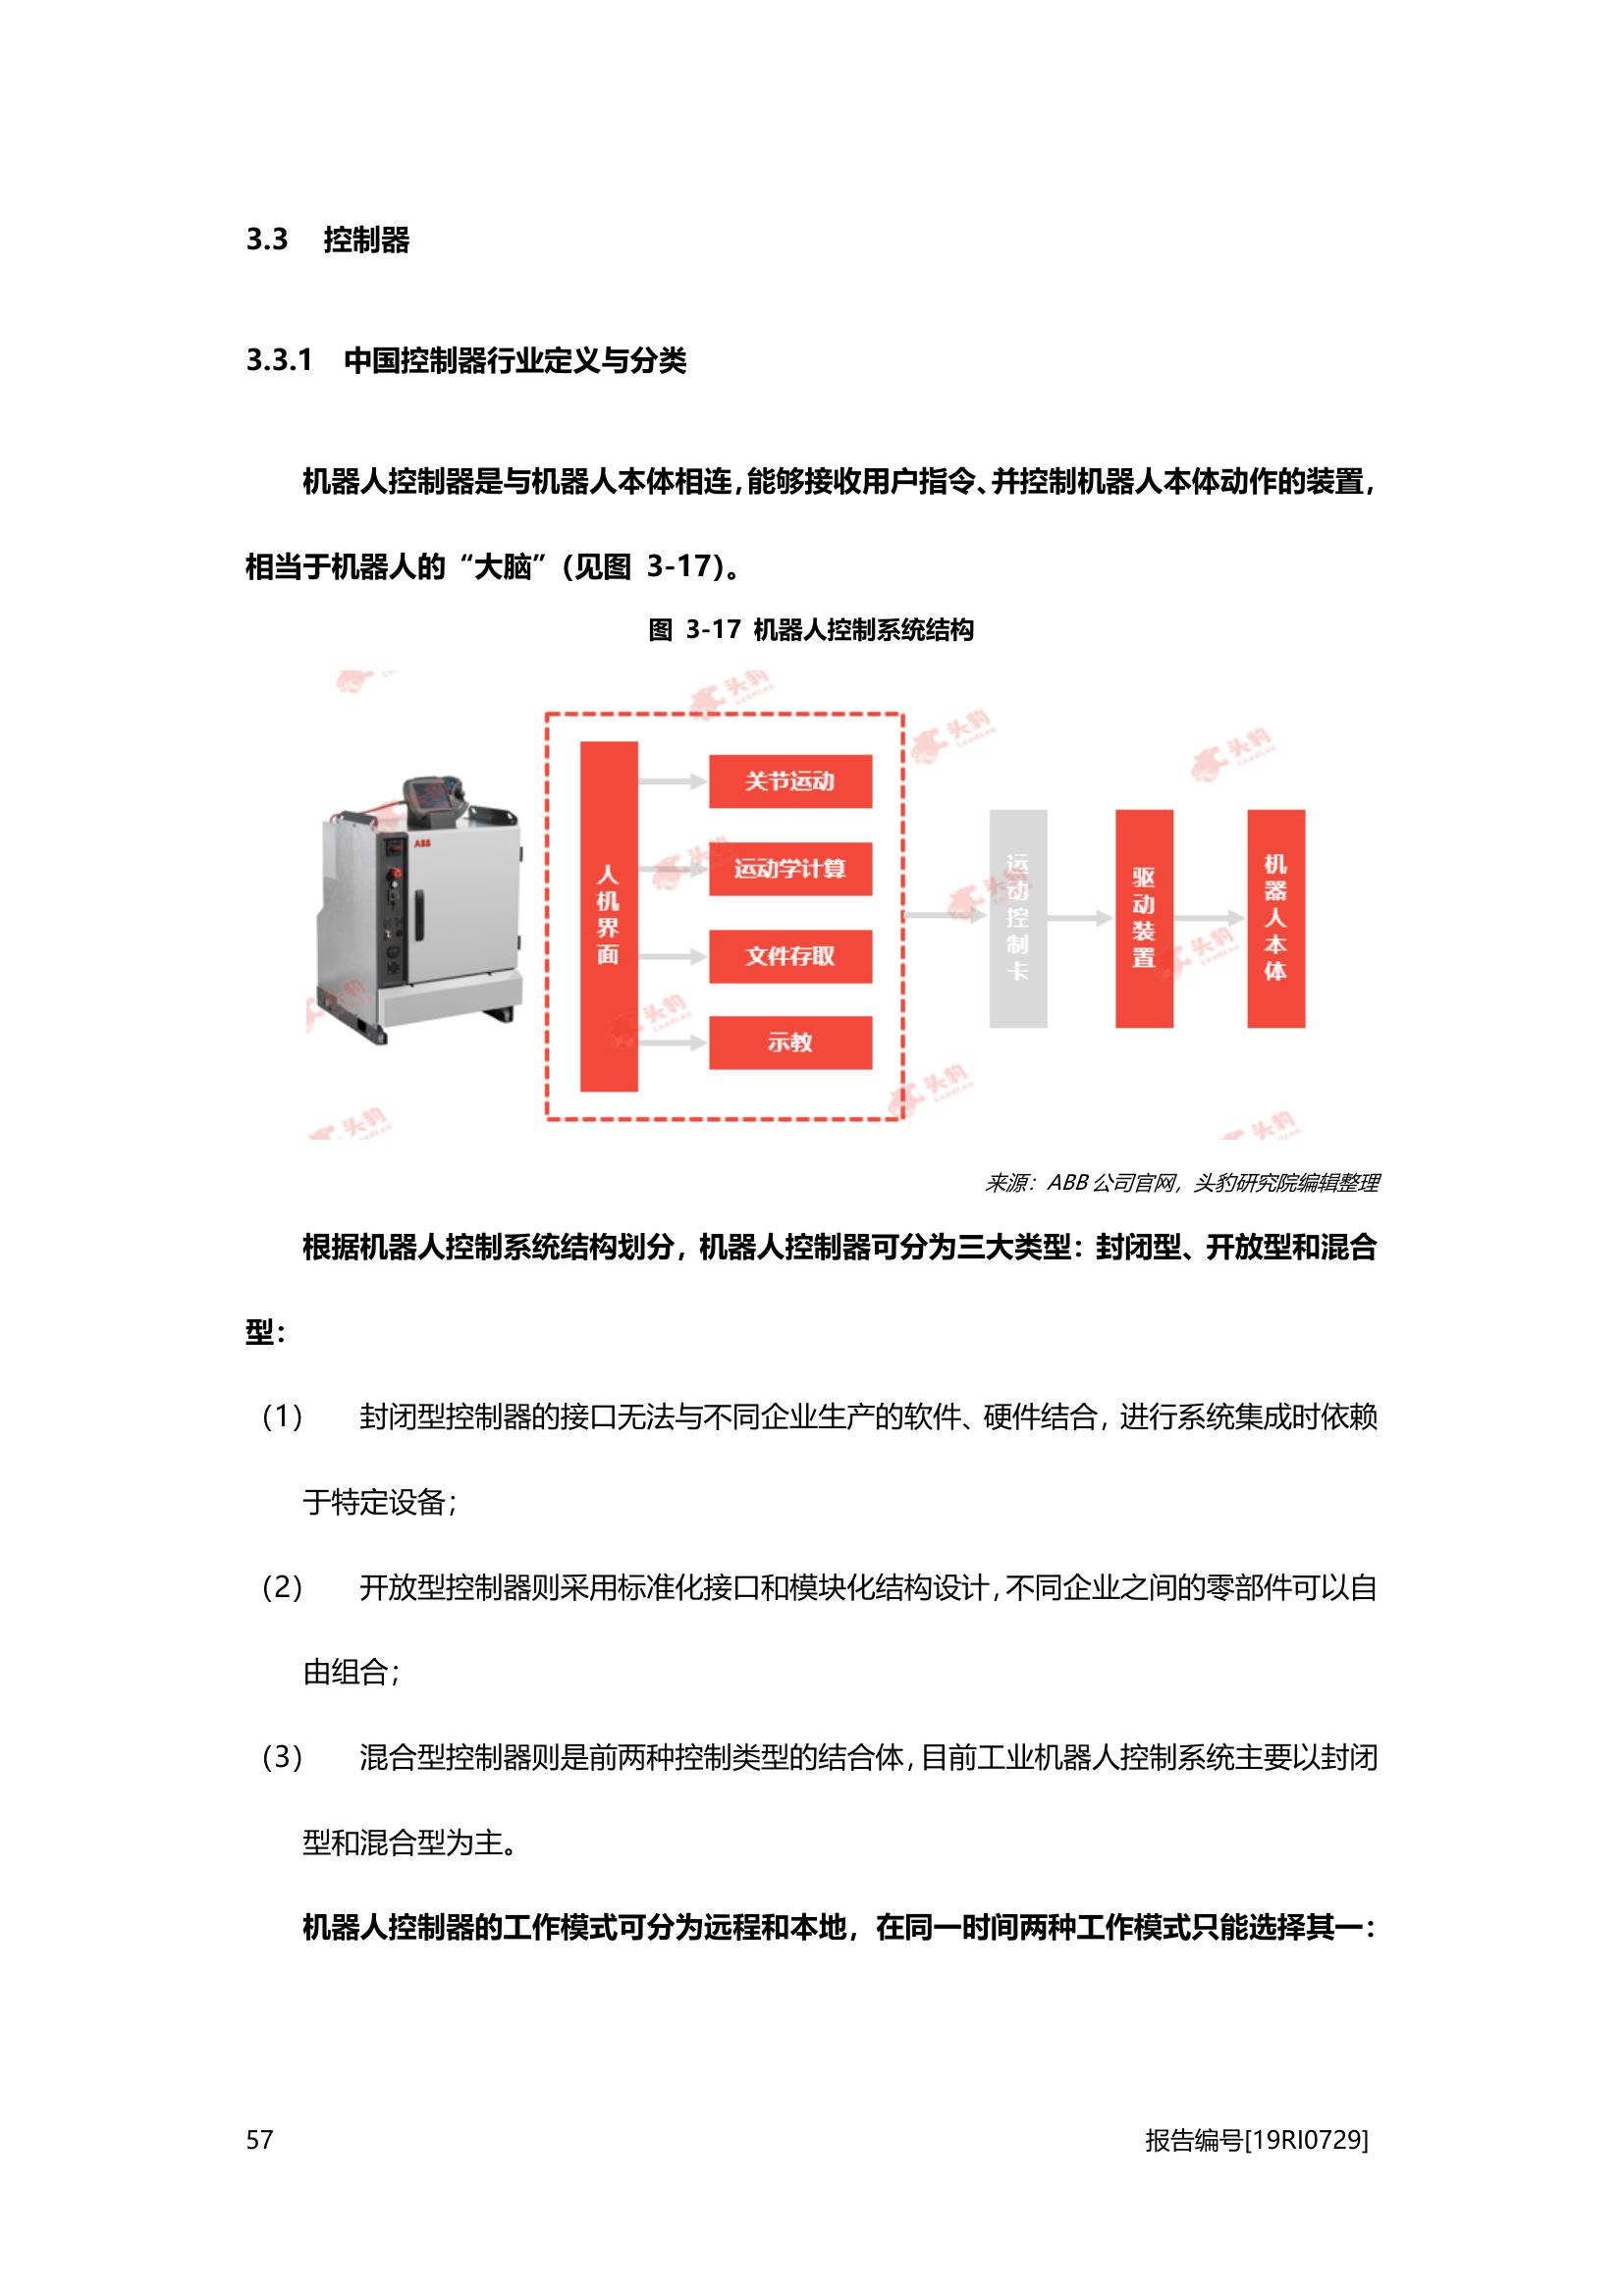 3.3 控制器
3.3.1 中国控制器行业定义与分类
机器人控制器是与机器人本体相连，能够接收用户指令、并控制机器人本体动作的装置，
相当于机器人的“大脑”（见图 3-17）。
图 3-17 机器人控制系统结构
ABB
人机界面
关节运动
运动学计算
文件存取
示教
运动控制卡
驱动装置
机器人本体
头豹
LeadLeo
来源：ABB 公司官网，头豹研究院编辑整理
根据机器人控制系统结构划分，机器人控制器可分为三大类型：封闭型、开放型和混合
型：
（1） 封闭型控制器的接口无法与不同企业生产的软件、硬件结合，进行系统集成时依赖
于特定设备；
（2） 开放型控制器则采用标准化接口和模块化结构设计，不同企业之间的零部件可以自
由组合；
（3） 混合型控制器则是前两种控制类型的结合体，目前工业机器人控制系统主要以封闭
型和混合型为主。
机器人控制器的工作模式可分为远程和本地，在同一时间两种工作模式只能选择其一：
57 报告编号[19RI0729]